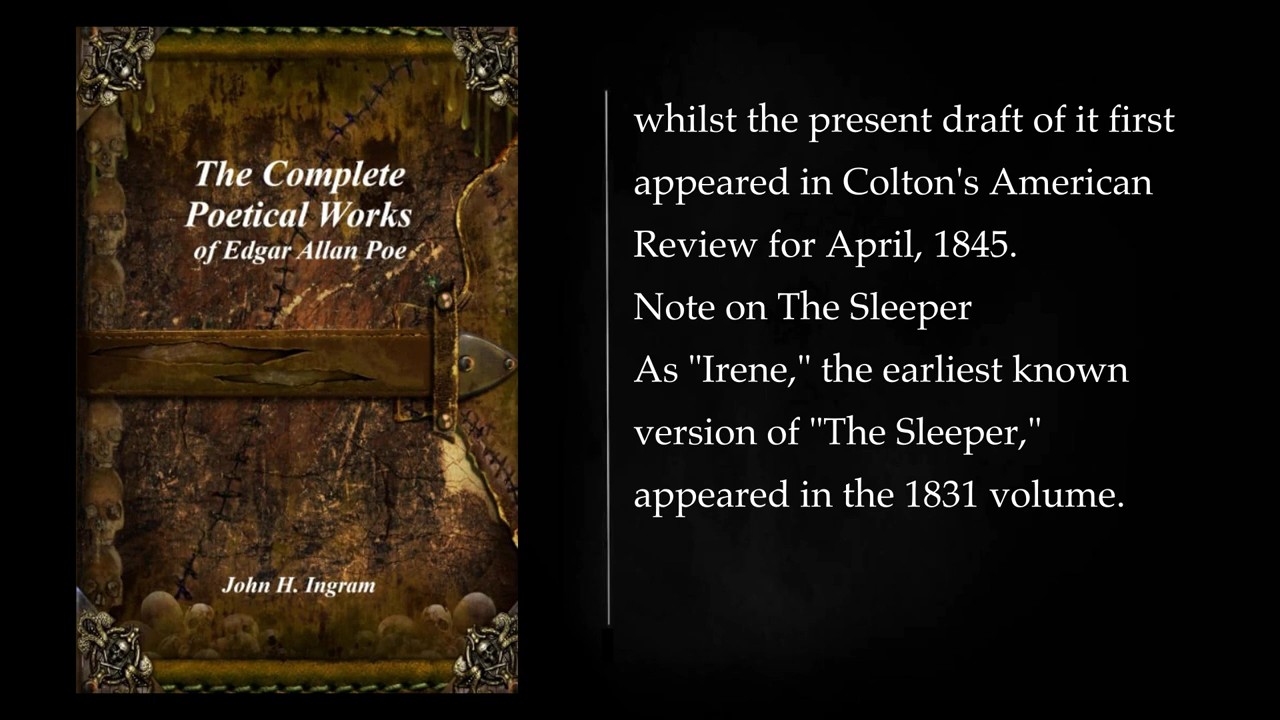 The Complete
Poetical Works
of Edgar Allan Poe
John H. Ingram
whilst the present draft of it first
appeared in Colton's American
Review for April, 1845.
Note on The Sleeper
As "Irene," the earliest known
version of "The Sleeper,"
appeared in the 1831 volume.